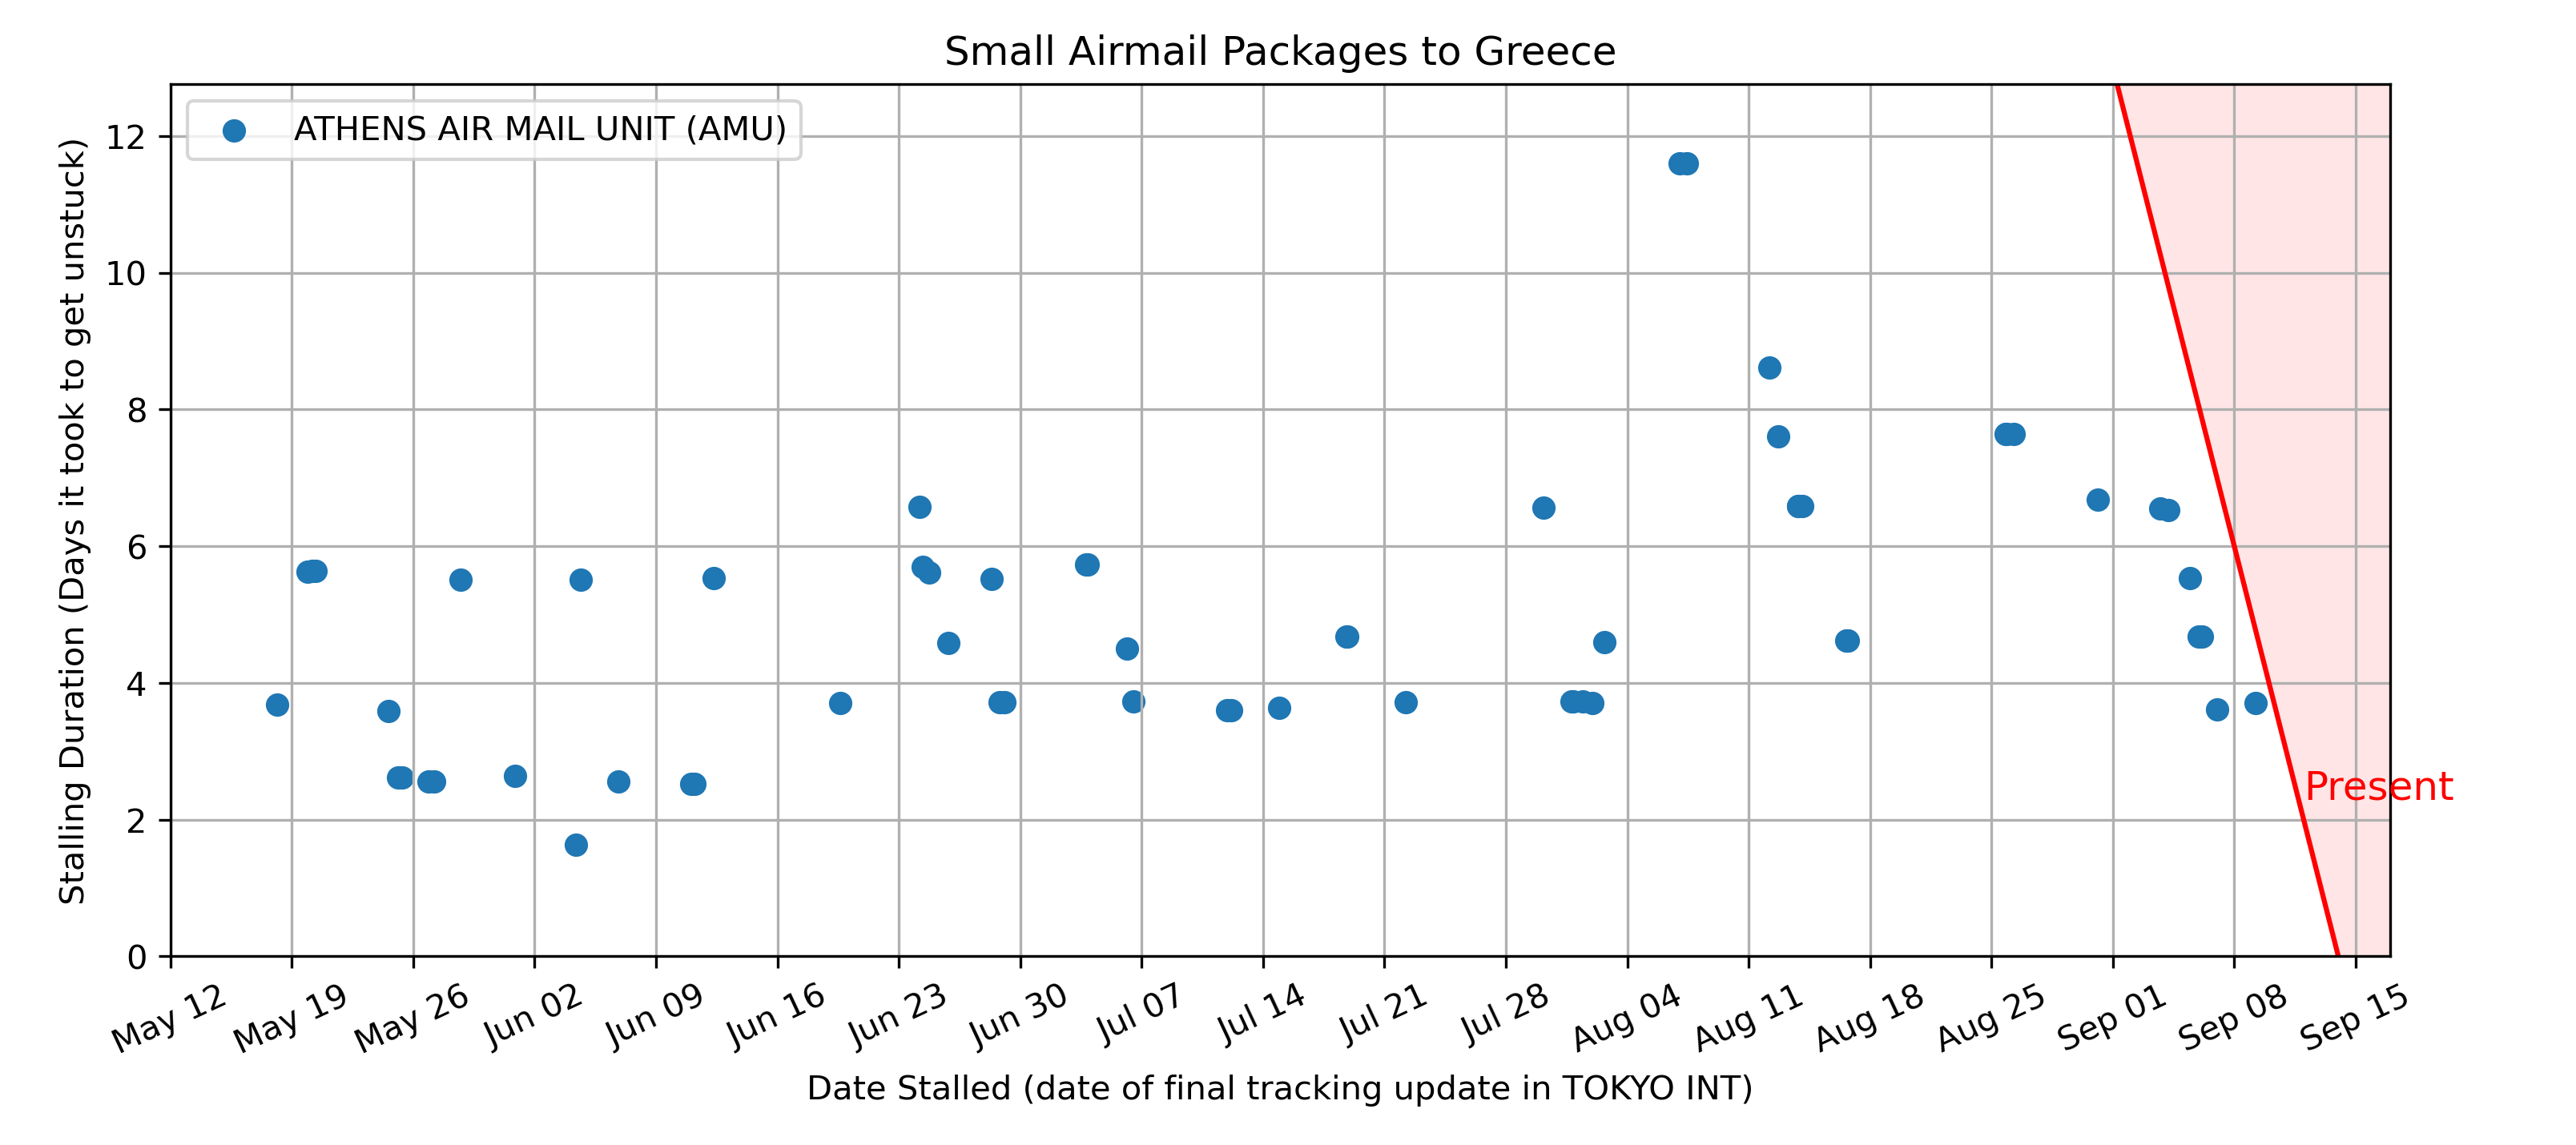 Small Airmail Packages to Greece
ATHENS AIR MAIL UNIT (AMU)
Stalling Duration (Days it took to get unstuck)
12
10
8
6
4
2
0
Present
May 12
May 19
May 26
Jun 02
Jun 09
Jun 16
Jun 23
Jun 30
Jul 07
Jul 14
Jul 21
Jul 28
Aug 04
Aug 11
Aug 18
Aug 25
Sep 01
Sep 08
Sep 15
Date Stalled (date of final tracking update in TOKYO INT)